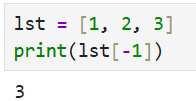 lst = [1, 2, 3]
print(lst[-1])
3